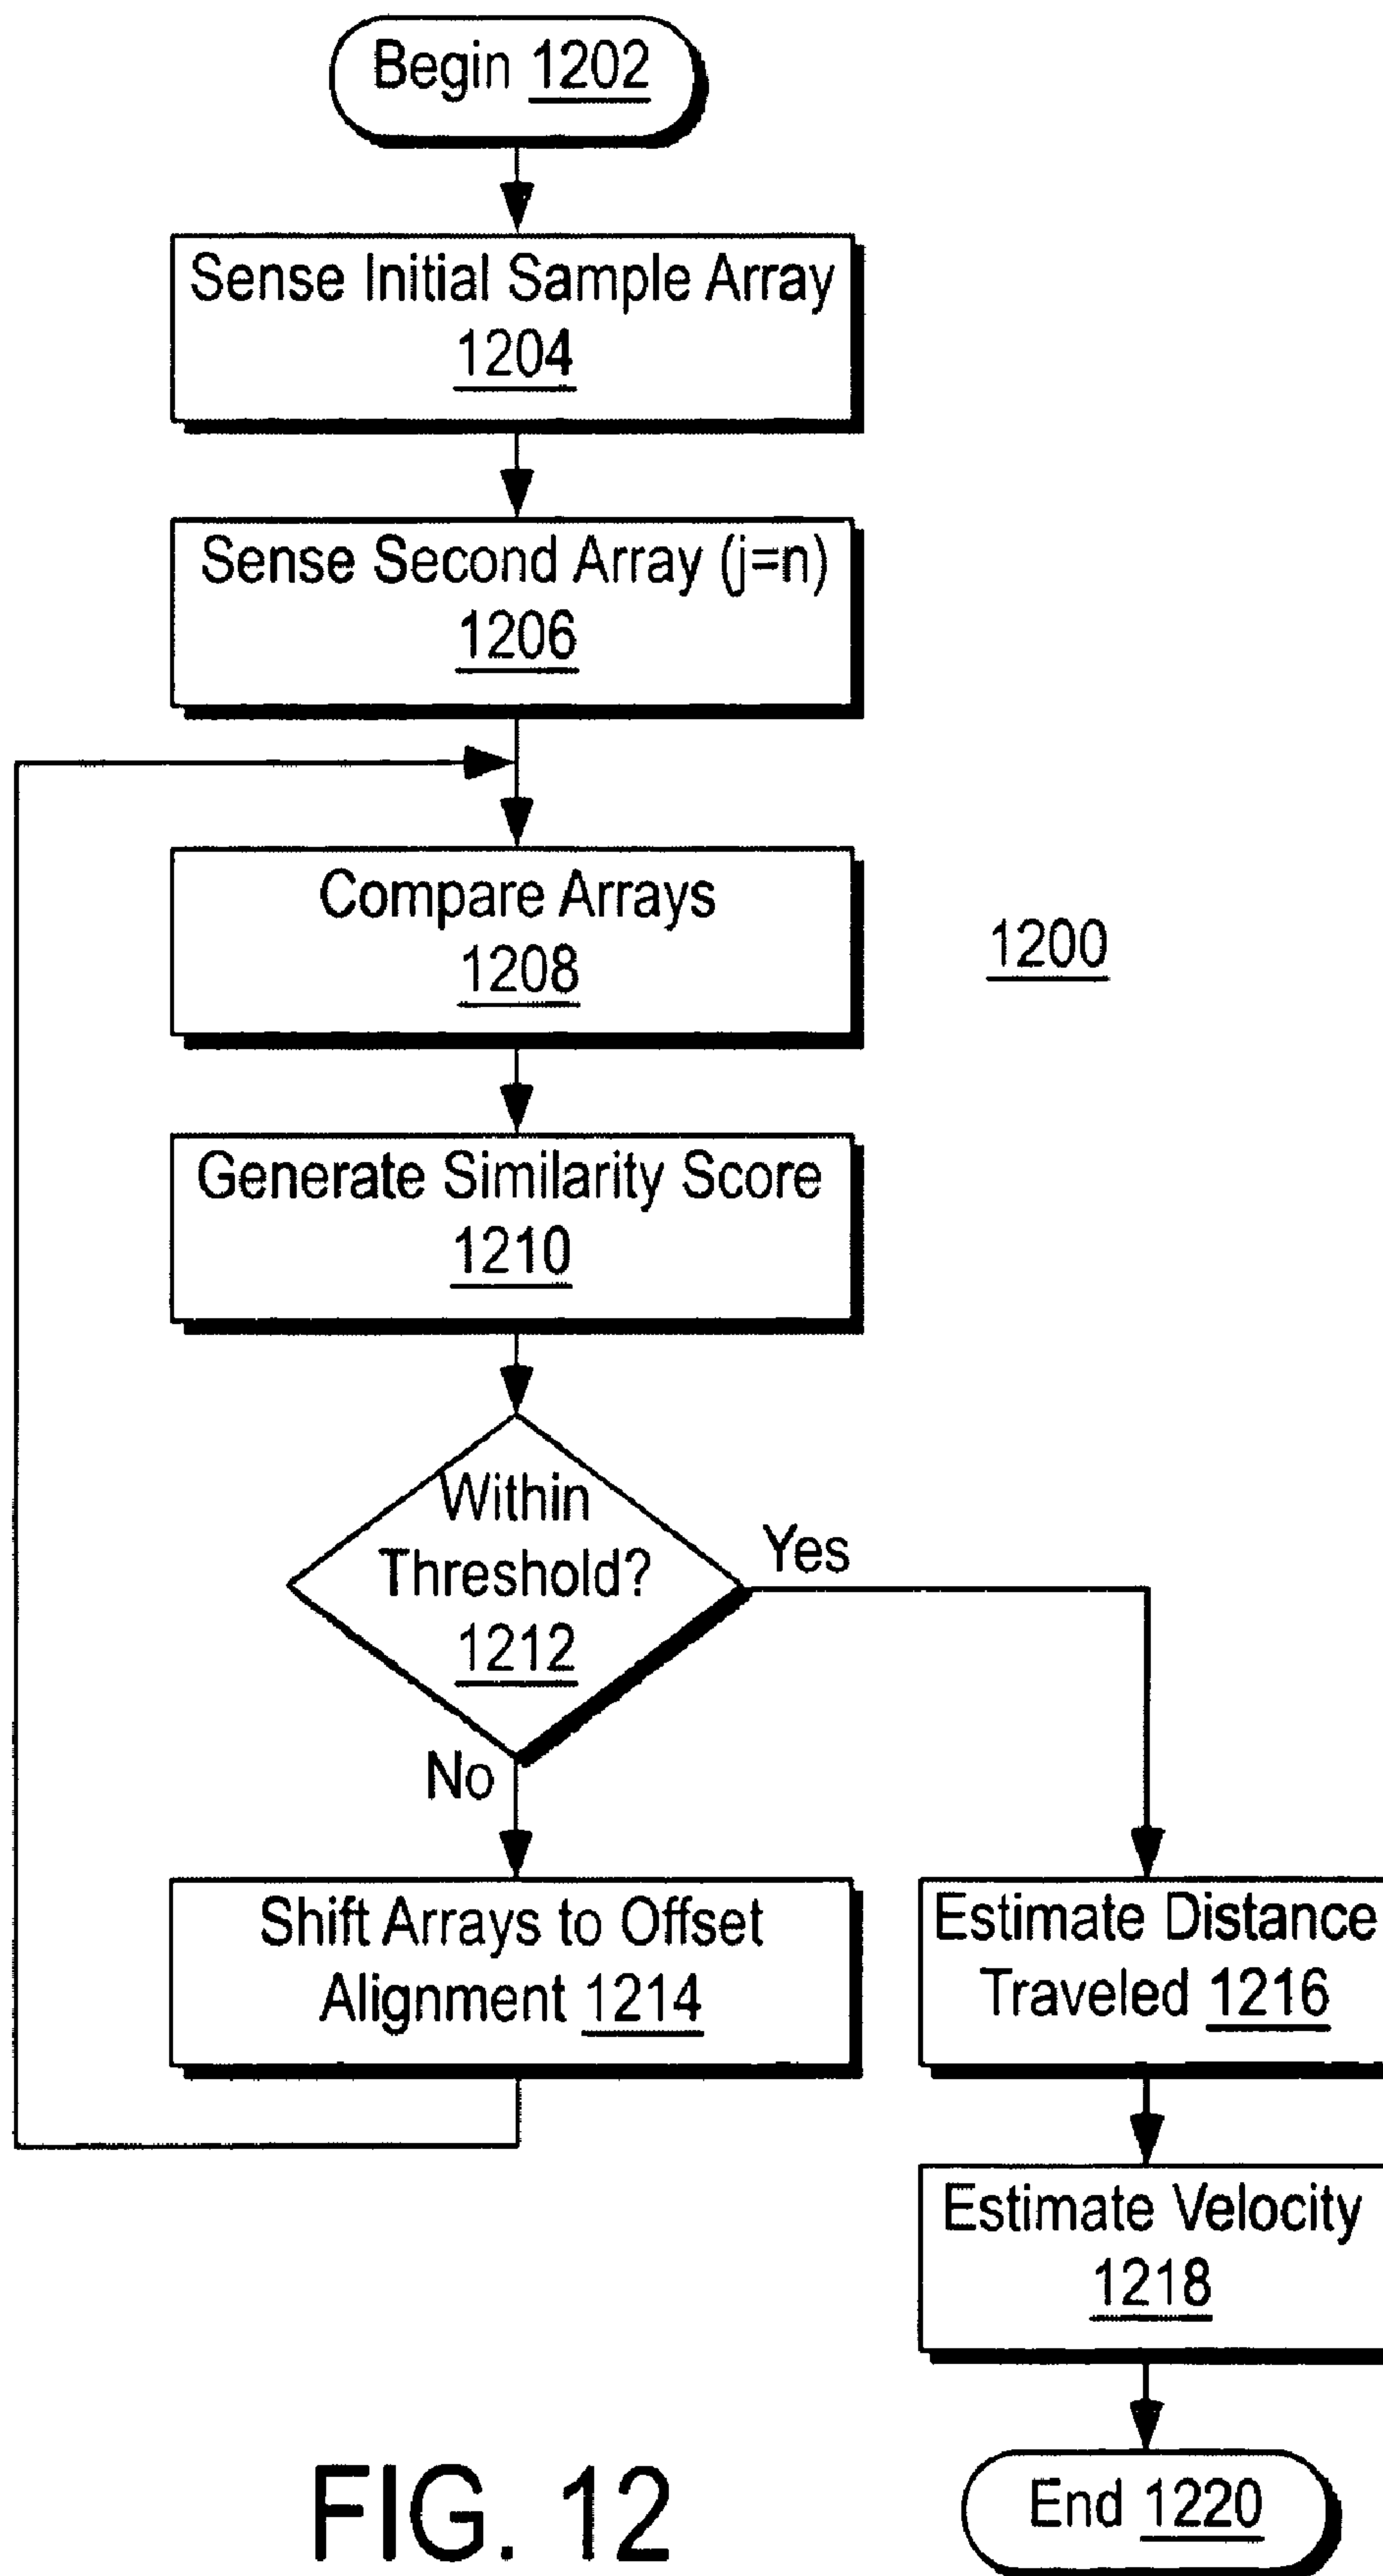 Begin 1202
Sense Initial Sample Array
1204
Sense Second Array (j=n)
1206
Compare Arrays
1208
1200
Generate Similarity Score
1210
Within
Threshold?
1212
Yes
No
Shift Arrays to Offset
Alignment 1214
Estimate Distance
Traveled 1216
Estimate Velocity
1218
End 1220
FIG. 12